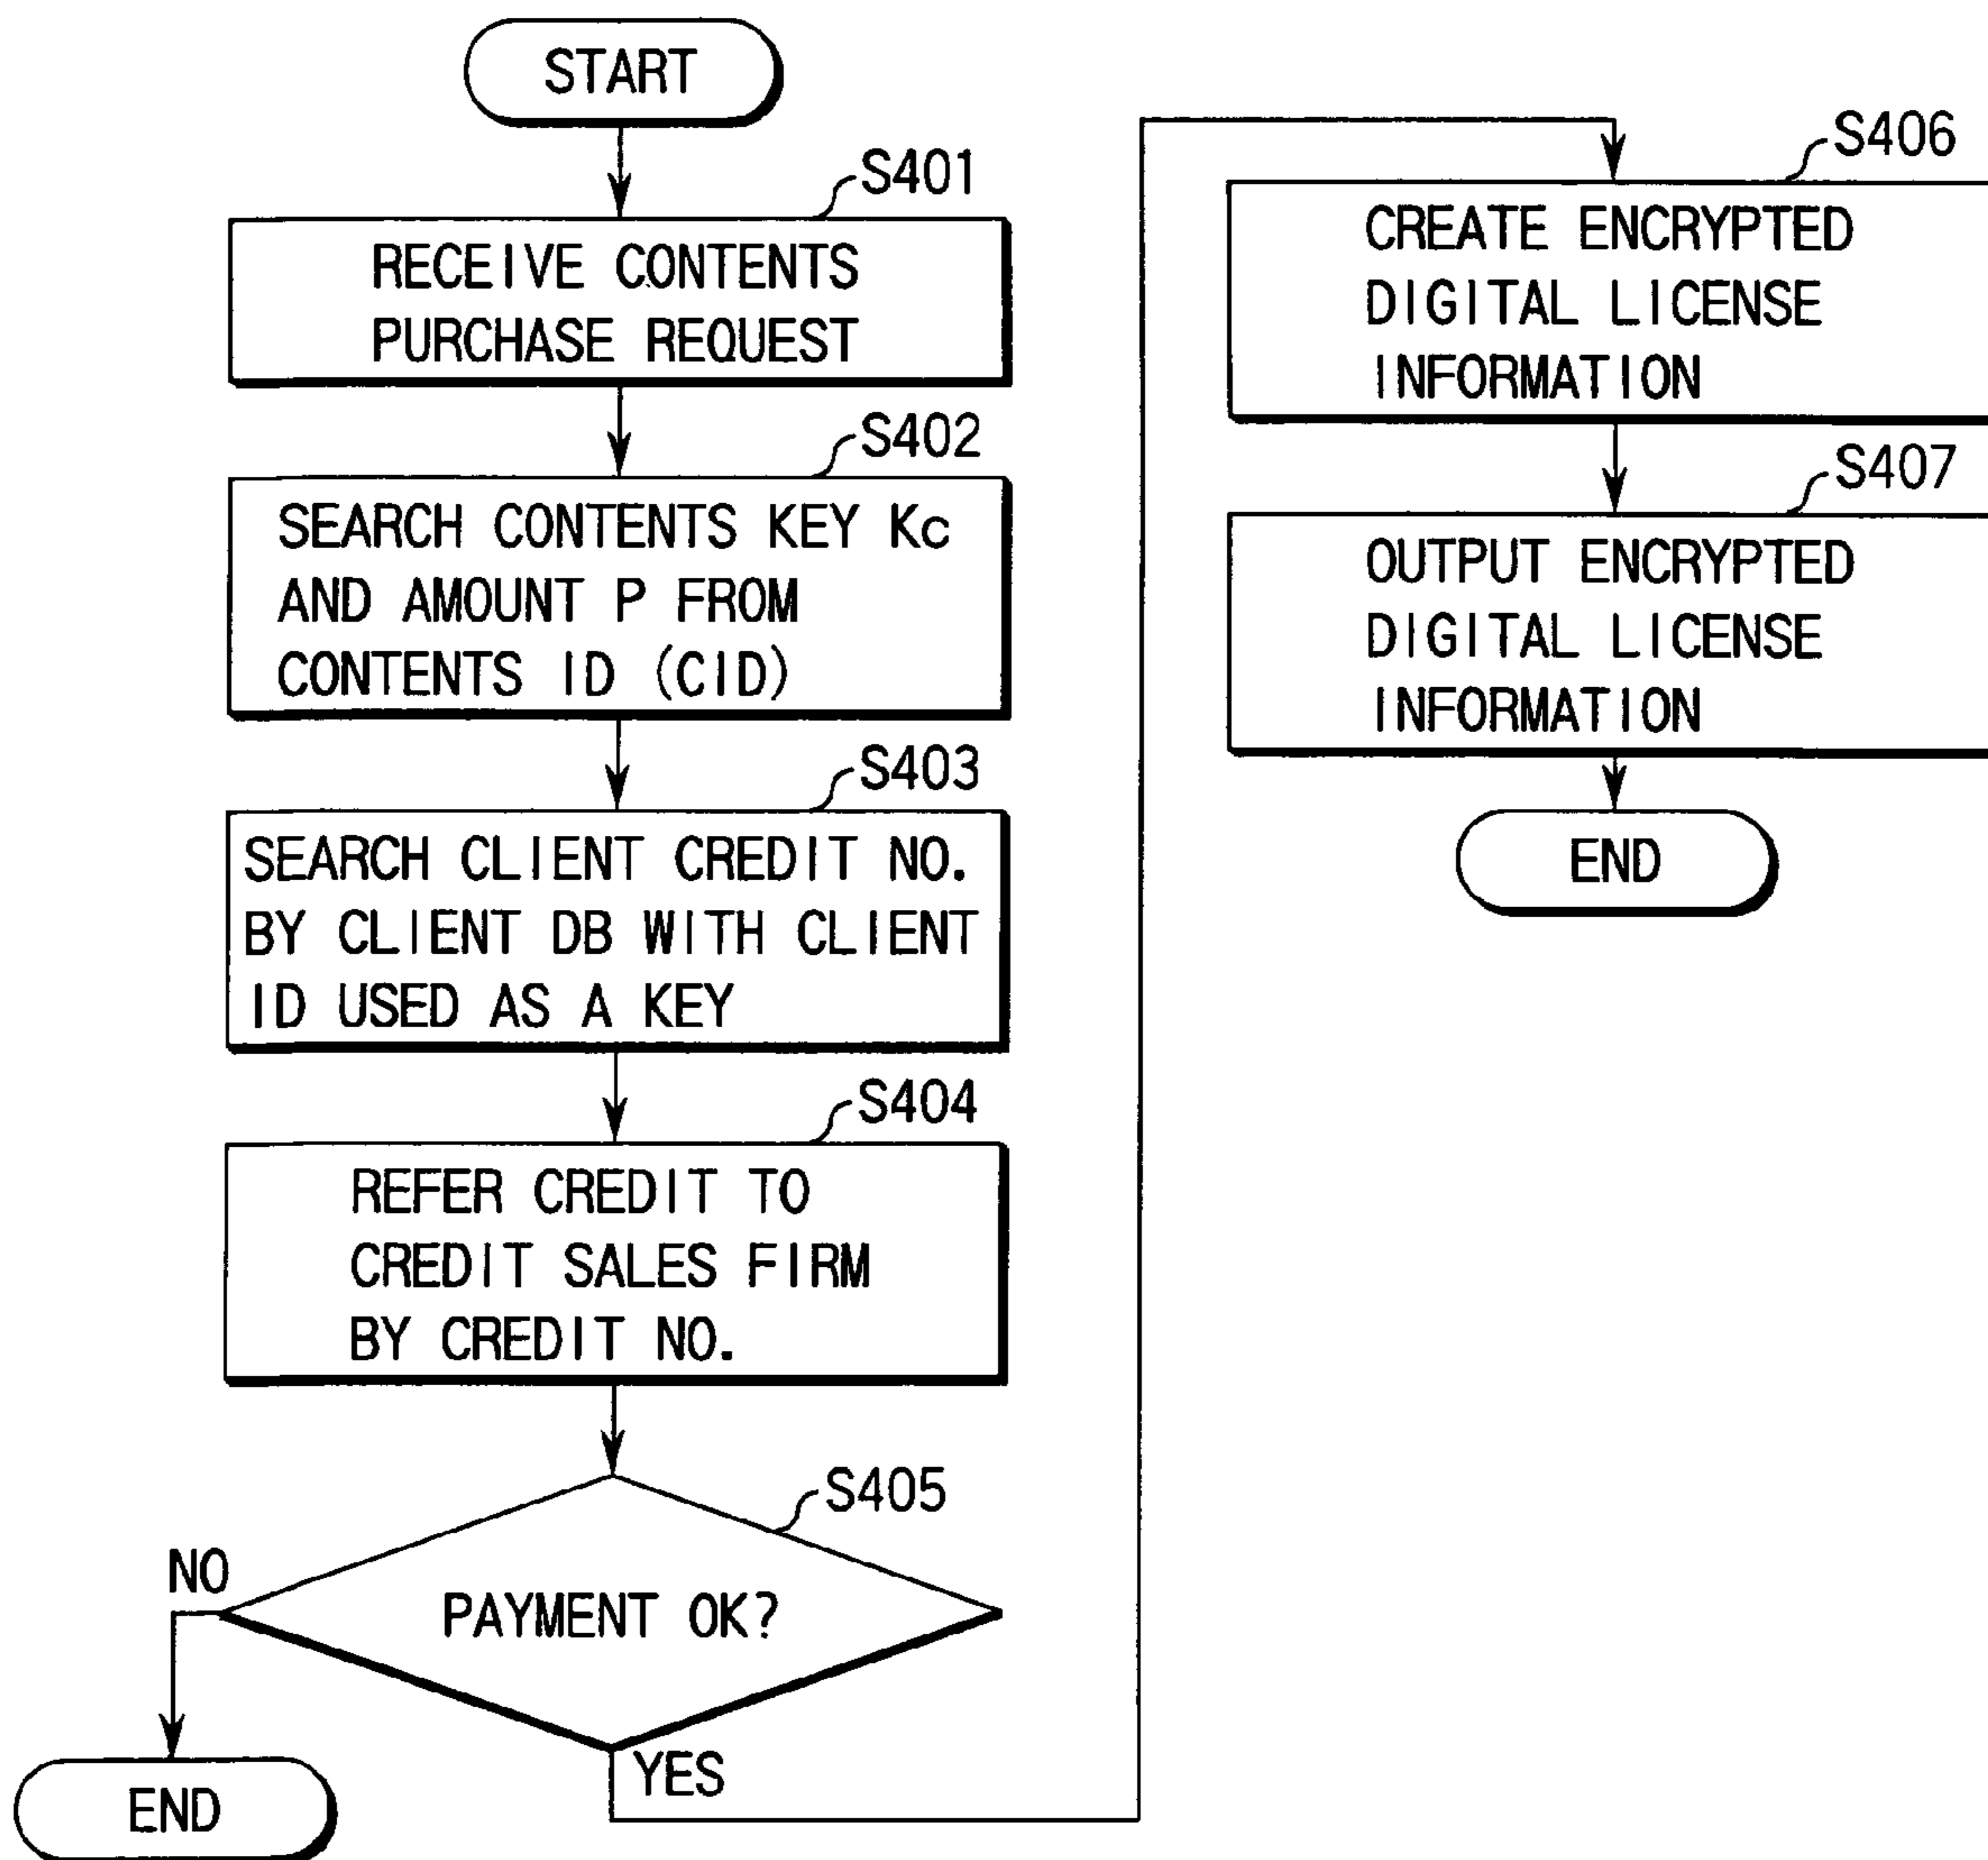 START
S401
RECEIVE CONTENTS
PURCHASE REQUEST
S402
SEARCH CONTENTS KEY Kc
AND AMOUNT P FROM
CONTENTS ID (CID)
S403
SEARCH CLIENT CREDIT NO.
BY CLIENT DB WITH CLIENT
ID USED AS A KEY
S404
REFER CREDIT TO
CREDIT SALES FIRM
BY CREDIT NO.
S405
PAYMENT OK?
NO
END
YES
S406
CREATE ENCRYPTED
DIGITAL LICENSE
INFORMATION
S407
OUTPUT ENCRYPTED
DIGITAL LICENSE
INFORMATION
END